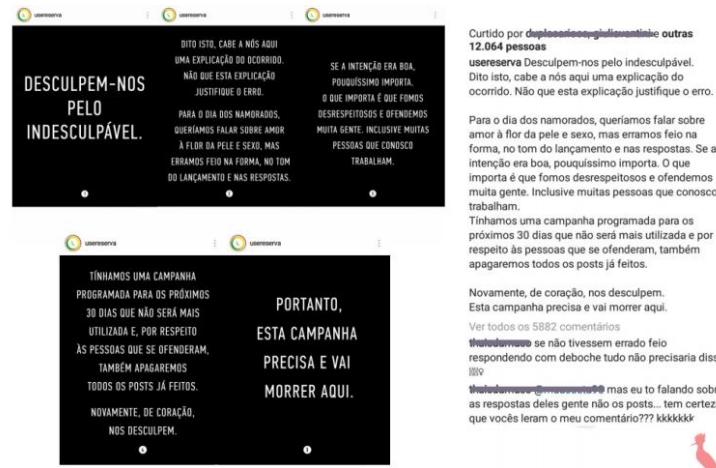 usereserva
DESCULPEM-NOS
PELO
INDESCULPÁVEL.
usereserva
DITO ISTO, CABE A NÓS AQUI
UMA EXPLICAÇÃO DO OCORRIDO.
NÃO QUE ESTA EXPLICAÇÃO
JUSTIFIQUE O ERRO.
PARA O DIA DOS NAMORADOS,
QUERÍAMOS FALAR SOBRE AMOR
À FLOR DA PELE E SEXO, MAS
ERRAMOS FEIO NA FORMA, NO TOM
DO LANÇAMENTO E NAS RESPOSTAS.
usereserva
SE A INTENÇÃO ERA BOA,
POUQUÍSSIMO IMPORTA.
O QUE IMPORTA É QUE FOMOS
DESRESPEITOSOS E OFENDEMOS
MUITA GENTE. INCLUSIVE MUITAS
PESSOAS QUE CONOSCO
TRABALHAM.
usereserva
TÍNHAMOS UMA CAMPANHA
PROGRAMADA PARA OS PRÓXIMOS
30 DIAS QUE NÃO SERÁ MAIS
UTILIZADA E, POR RESPEITO
ÀS PESSOAS QUE SE OFENDERAM,
TAMBÉM APAGAREMOS
TODOS OS POSTS JÁ FEITOS.
NOVAMENTE, DE CORAÇÃO,
NOS DESCULPEM.
usereserva
PORTANTO,
ESTA CAMPANHA
PRECISA E VAI
MORRER AQUI.
Curtido por e outras
12.064 pessoas
usereserva Desculpem-nos pelo indesculpável.
Dito isto, cabe a nós aqui uma explicação do
ocorrido. Não que esta explicação justifique o erro.
Para o dia dos namorados, queríamos falar sobre
amor à flor da pele e sexo, mas erramos feio na
forma, no tom do lançamento e nas respostas. Se a
intenção era boa, pouquíssimo importa. O que
importa é que fomos desrespeitosos e ofendemos
muita gente. Inclusive muitas pessoas que conosco
trabalham.
Tínhamos uma campanha programada para os
próximos 30 dias que não será mais utilizada e por
respeito às pessoas que se ofenderam, também
apagaremos todos os posts já feitos.
Novamente, de coração, nos desculpem.
Esta campanha precisa e vai morrer aqui.
Ver todos os 5882 comentários
se não tivessem errado feio
respondendo com deboche tudo não precisaria diss
mas eu to falando sobr
as respostas deles gente não os posts... tem certez
que vocês leram o meu comentário??? kkkkkkk